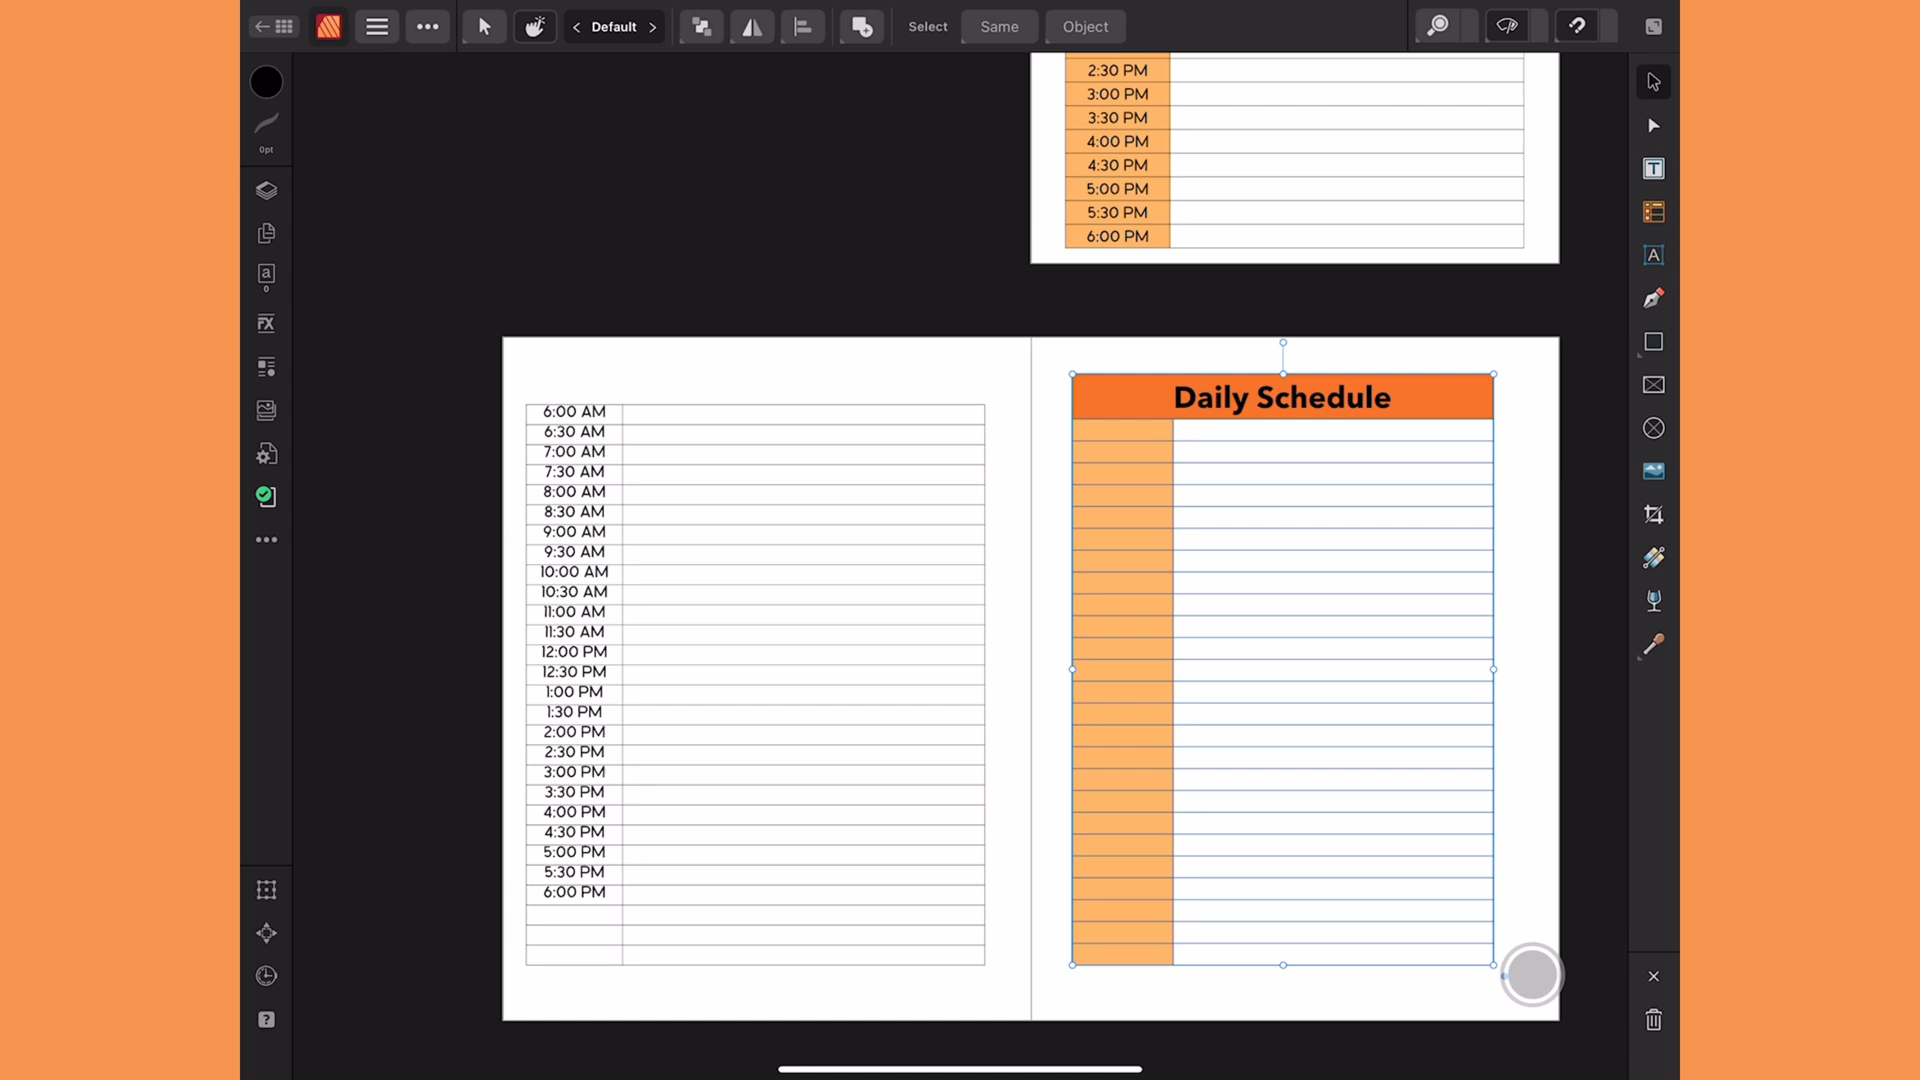 Default
Select
Same
Object
0pt
a
0
FX
?
T
A
2:30 PM
3:00 PM
3:30 PM
4:00 PM
4:30 PM
5:00 PM
5:30 PM
6:00 PM
6:00 AM
6:30 AM
7:00 AM
7:30 AM
8:00 AM
8:30 AM
9:00 AM
9:30 AM
10:00 AM
10:30 AM
11:00 AM
11:30 AM
12:00 PM
12:30 PM
1:00 PM
1:30 PM
2:00 PM
2:30 PM
3:00 PM
3:30 PM
4:00 PM
4:30 PM
5:00 PM
5:30 PM
6:00 PM
Daily Schedule